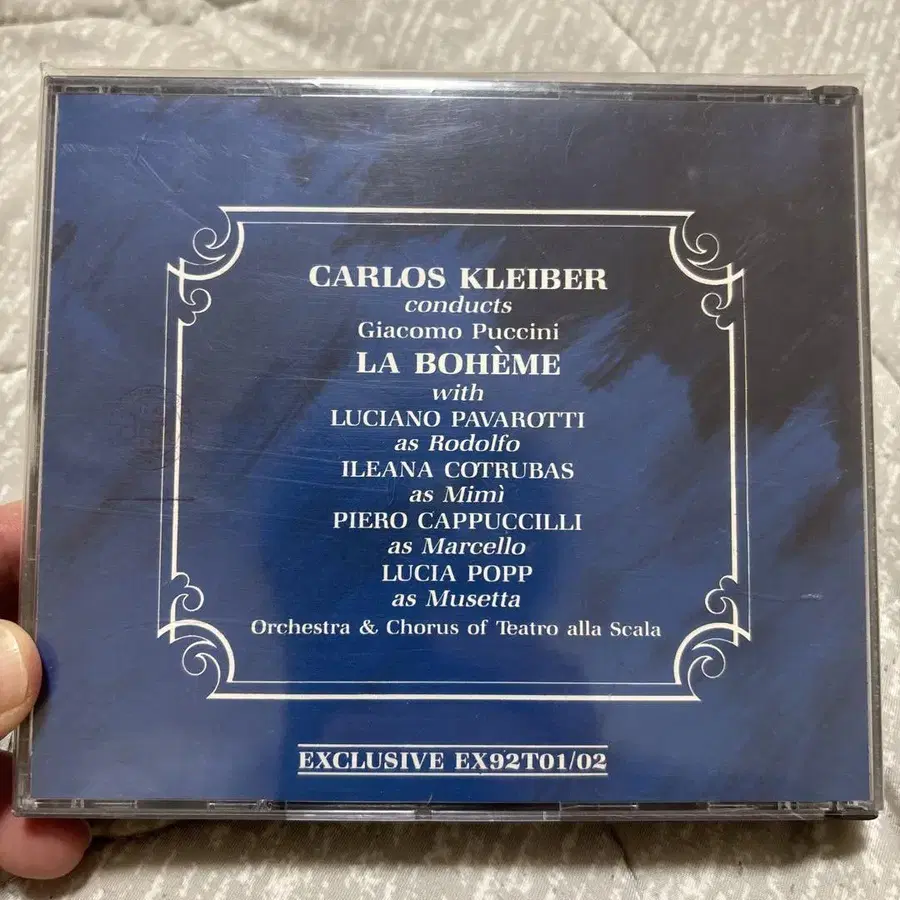 CARLOS KLEIBER
conducts
Giacomo Puccini
LA BOHÈME
with
LUCIANO PAVAROTTI
as Rodolfo
ILEANA COTRUBAS
as Mimì
PIERO CAPPUCCILLI
as Marcello
LUCIA POPP
as Musetta
Orchestra & Chorus of Teatro alla Scala
EXCLUSIVE EX92T01/02